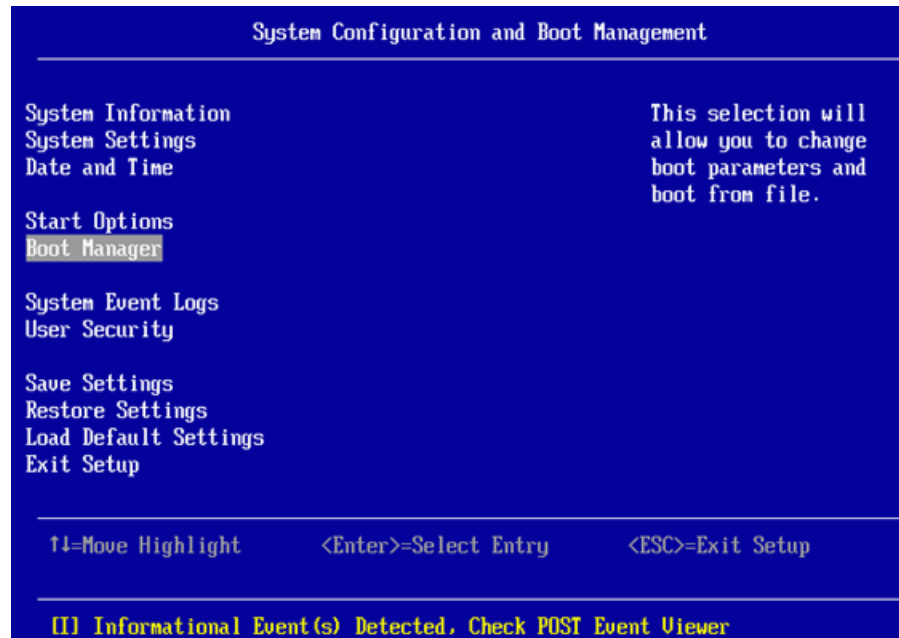 System Configuration and Boot Management
System Information
System Settings
Date and Time
Start Options
Boot Manager
System Event Logs
User Security
Save Settings
Restore Settings
Load Default Settings
Exit Setup
This selection will
allow you to change
boot parameters and
boot from file.
↑↓=Move Highlight <Enter>=Select Entry <ESC>=Exit Setup
[I] Informational Event(s) Detected, Check POST Event Viewer